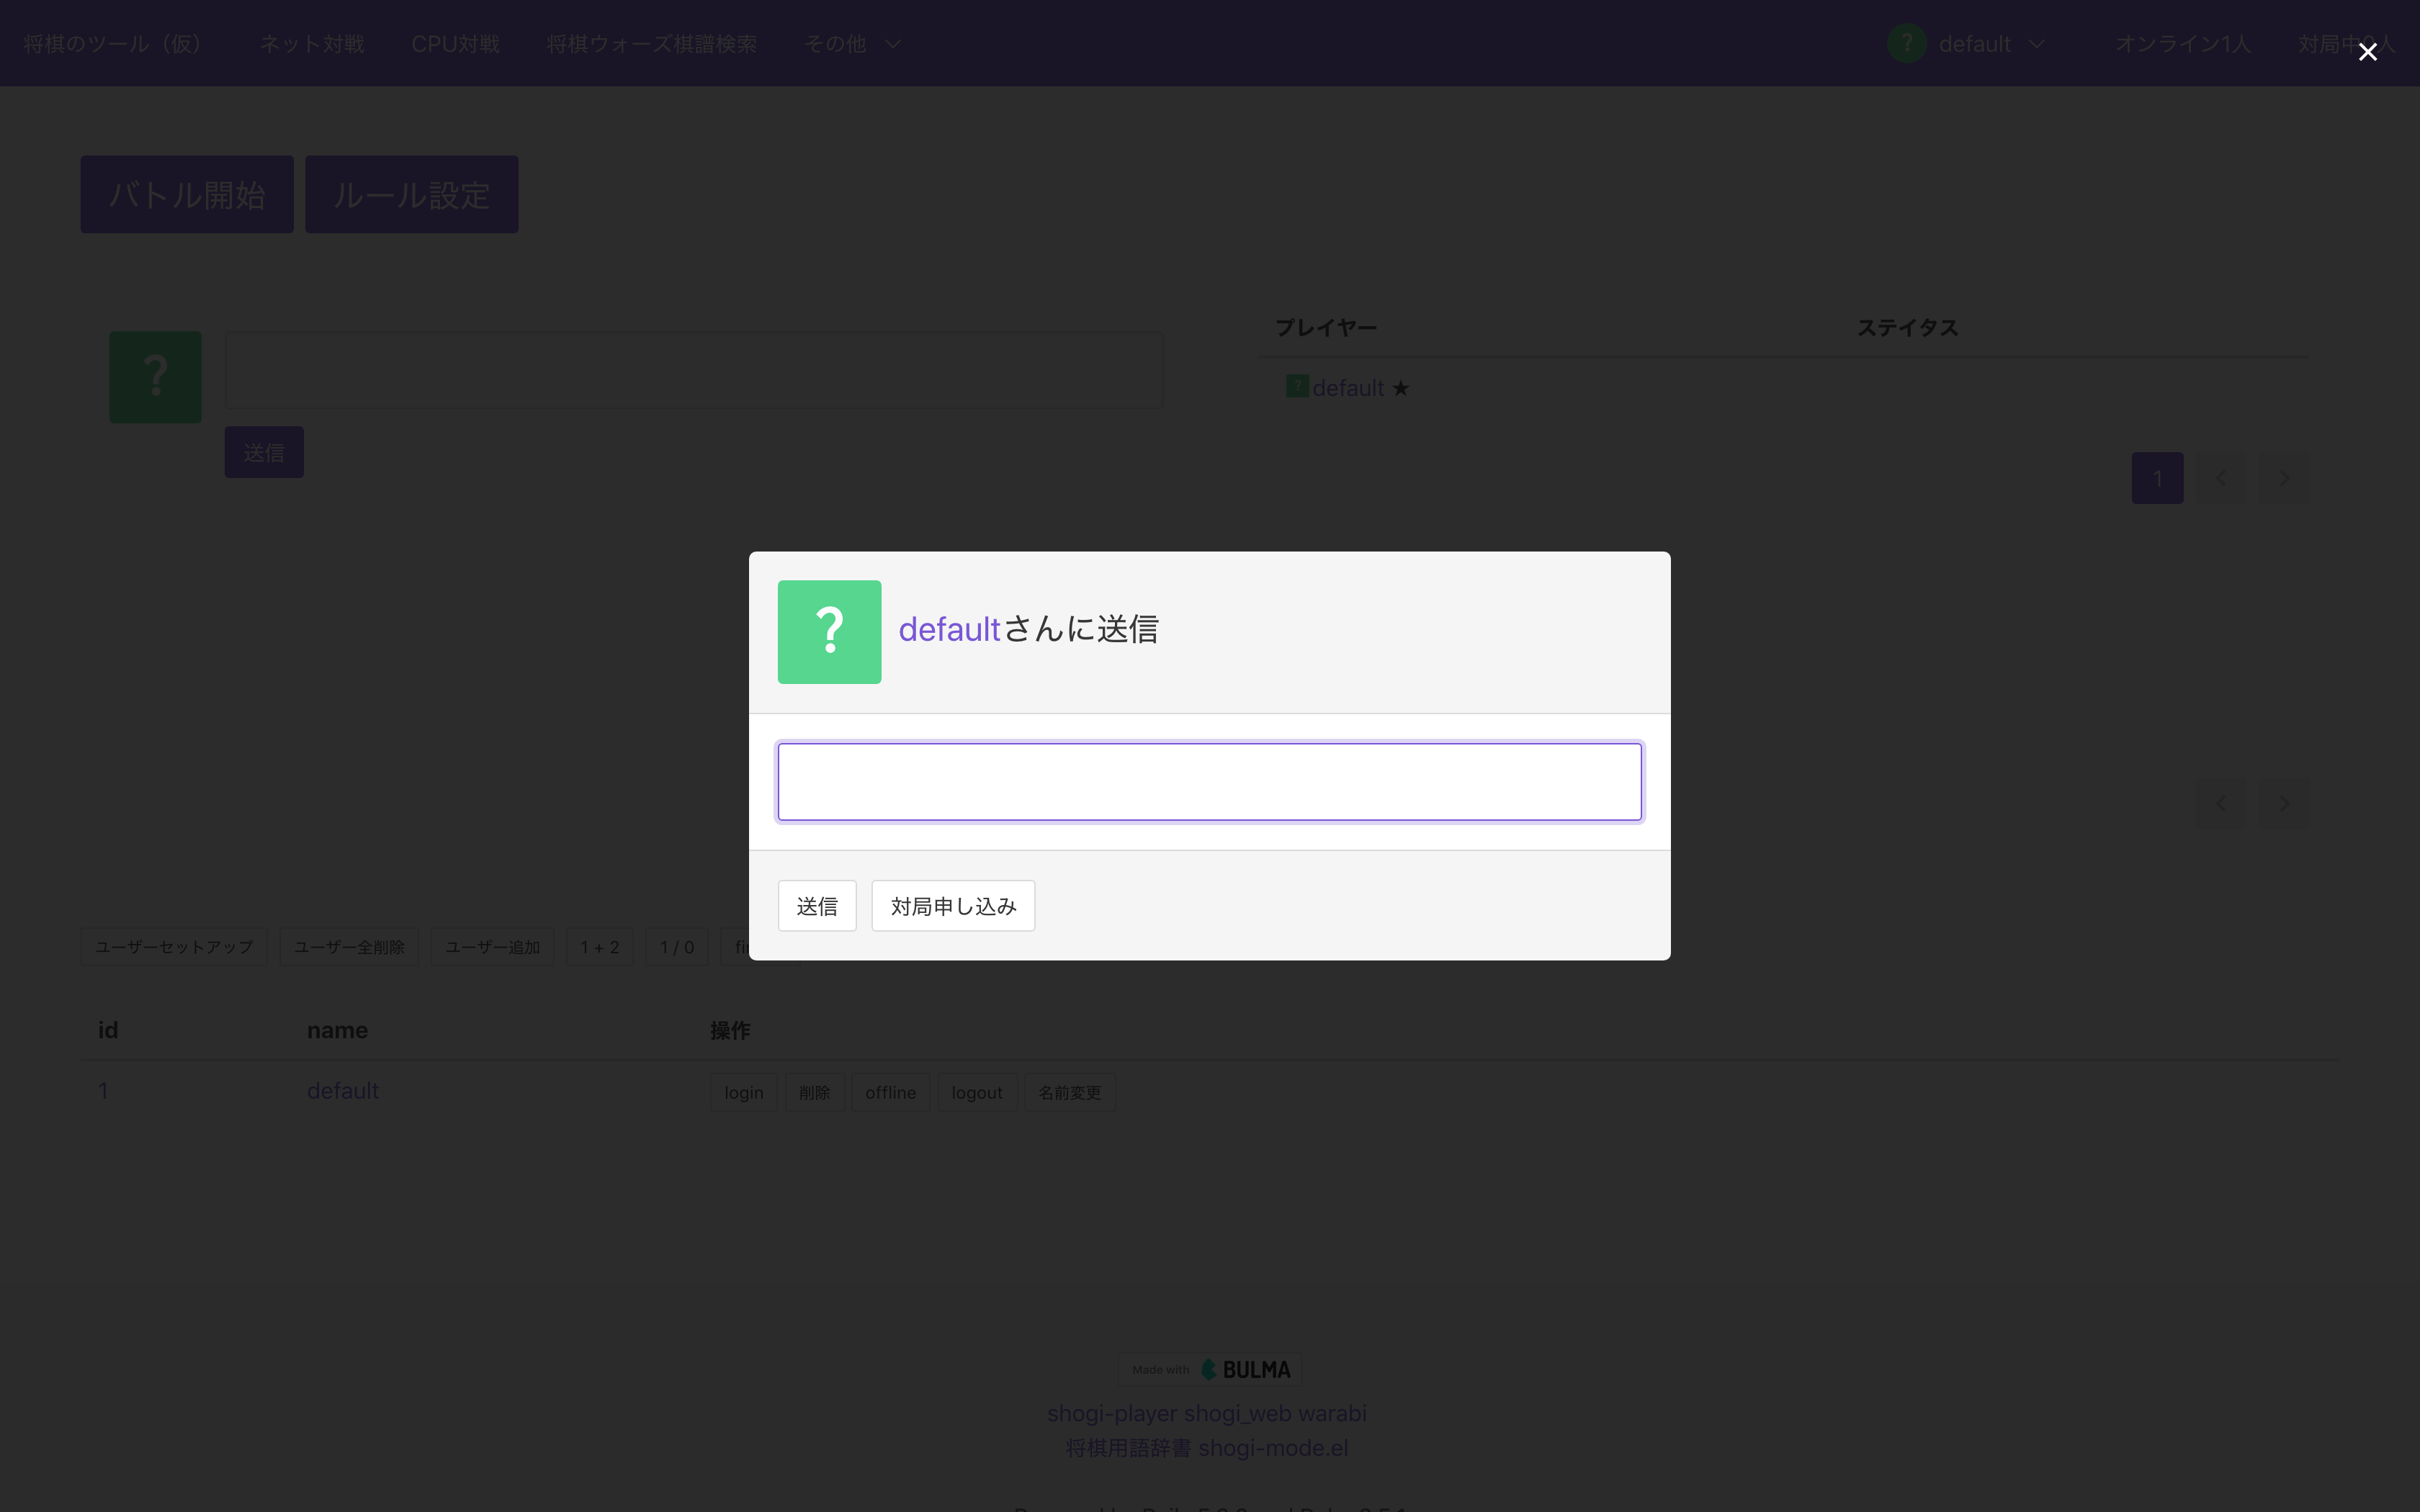 将棋のツール（仮） ネット対戦 CPU対戦 将棋ウォーズ棋譜検索 その他 ? default オンライン1人 対局中0人
バトル開始 ルール設定
プレイヤー ステイタス
?
? default ★
送信
1
? defaultさんに送信
送信 対局申し込み
ユーザーセットアップ ユーザー全削除 ユーザー追加 1 + 2 1 / 0
id name 操作
1 default login 削除 offline logout 名前変更
Made with BULMA
shogi-player shogi_web warabi
将棋用語辞書 shogi-mode.el